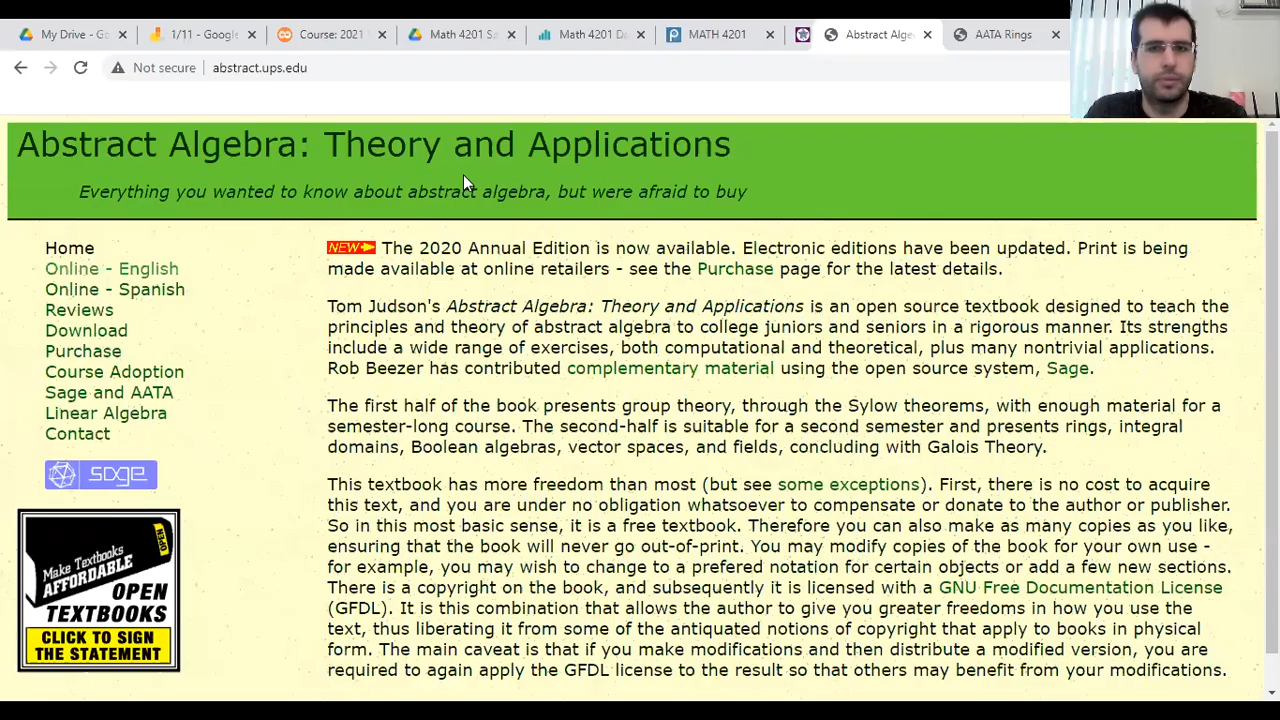 My Drive - Go
1/11 - Google
Course: 2021
Math 4201 Sa
Math 4201 Da
MATH 4201
Abstract Alge
AATA Rings
Not secure abstract.ups.edu
Abstract Algebra: Theory and Applications
Everything you wanted to know about abstract algebra, but were afraid to buy
Home
Online - English
Online - Spanish
Reviews
Download
Purchase
Course Adoption
Sage and AATA
Linear Algebra
Contact
sage
Make Textbooks
AFFORDABLE
OPEN
OPEN
TEXTBOOKS
CLICK TO SIGN
THE STATEMENT
NEW The 2020 Annual Edition is now available. Electronic editions have been updated. Print is being
made available at online retailers - see the Purchase page for the latest details.
Tom Judson's Abstract Algebra: Theory and Applications is an open source textbook designed to teach the
principles and theory of abstract algebra to college juniors and seniors in a rigorous manner. Its strengths
include a wide range of exercises, both computational and theoretical, plus many nontrivial applications.
Rob Beezer has contributed complementary material using the open source system, Sage.
The first half of the book presents group theory, through the Sylow theorems, with enough material for a
semester-long course. The second-half is suitable for a second semester and presents rings, integral
domains, Boolean algebras, vector spaces, and fields, concluding with Galois Theory.
This textbook has more freedom than most (but see some exceptions). First, there is no cost to acquire
this text, and you are under no obligation whatsoever to compensate or donate to the author or publisher.
So in this most basic sense, it is a free textbook. Therefore you can also make as many copies as you like,
ensuring that the book will never go out-of-print. You may modify copies of the book for your own use -
for example, you may wish to change to a prefered notation for certain objects or add a few new sections.
There is a copyright on the book, and subsequently it is licensed with a GNU Free Documentation License
(GFDL). It is this combination that allows the author to give you greater freedoms in how you use the
text, thus liberating it from some of the antiquated notions of copyright that apply to books in physical
form. The main caveat is that if you make modifications and then distribute a modified version, you are
required to again apply the GFDL license to the result so that others may benefit from your modifications.